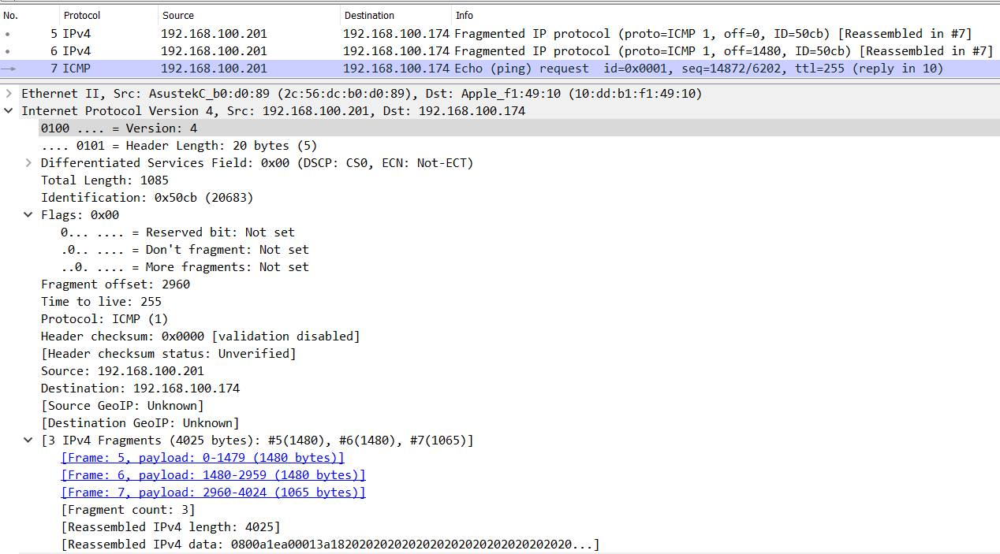 No. Protocol Source Destination Info
5 IPv4 192.168.100.201 192.168.100.174 Fragmented IP protocol (proto=ICMP 1, off=0, ID=50cb) [Reassembled in #7]
6 IPv4 192.168.100.201 192.168.100.174 Fragmented IP protocol (proto=ICMP 1, off=1480, ID=50cb) [Reassembled in #7]
7 ICMP 192.168.100.201 192.168.100.174 Echo (ping) request id=0x0001, seq=14872/6202, ttl=255 (reply in 10)
Ethernet II, Src: AsustekC_b0:d0:89 (2c:56:dc:b0:d0:89), Dst: Apple_f1:49:10 (10:dd:b1:f1:49:10)
Internet Protocol Version 4, Src: 192.168.100.201, Dst: 192.168.100.174
0100 .... = Version: 4
.... 0101 = Header Length: 20 bytes (5)
Differentiated Services Field: 0x00 (DSCP: CS0, ECN: Not-ECT)
Total Length: 1085
Identification: 0x50cb (20683)
Flags: 0x00
0... .... = Reserved bit: Not set
.0.. .... = Don't fragment: Not set
..0. .... = More fragments: Not set
Fragment offset: 2960
Time to live: 255
Protocol: ICMP (1)
Header checksum: 0x0000 [validation disabled]
[Header checksum status: Unverified]
Source: 192.168.100.201
Destination: 192.168.100.174
[Source GeoIP: Unknown]
[Destination GeoIP: Unknown]
[3 IPv4 Fragments (4025 bytes): #5(1480), #6(1480), #7(1065)]
[Frame: 5, payload: 0-1479 (1480 bytes)]
[Frame: 6, payload: 1480-2959 (1480 bytes)]
[Frame: 7, payload: 2960-4024 (1065 bytes)]
[Fragment count: 3]
[Reassembled IPv4 length: 4025]
[Reassembled IPv4 data: 0800a1ea00013a182020202020202020202020202020202020...]